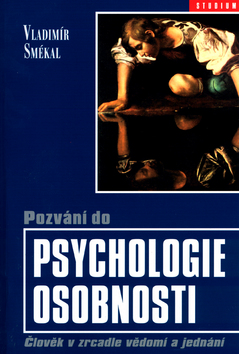 STUDIUM
VLADIMÍR
SMÉKAL
Pozvání do
PSYCHOLOGIE
OSOBNOSTI
Člověk v zrcadle vědomí a jednání